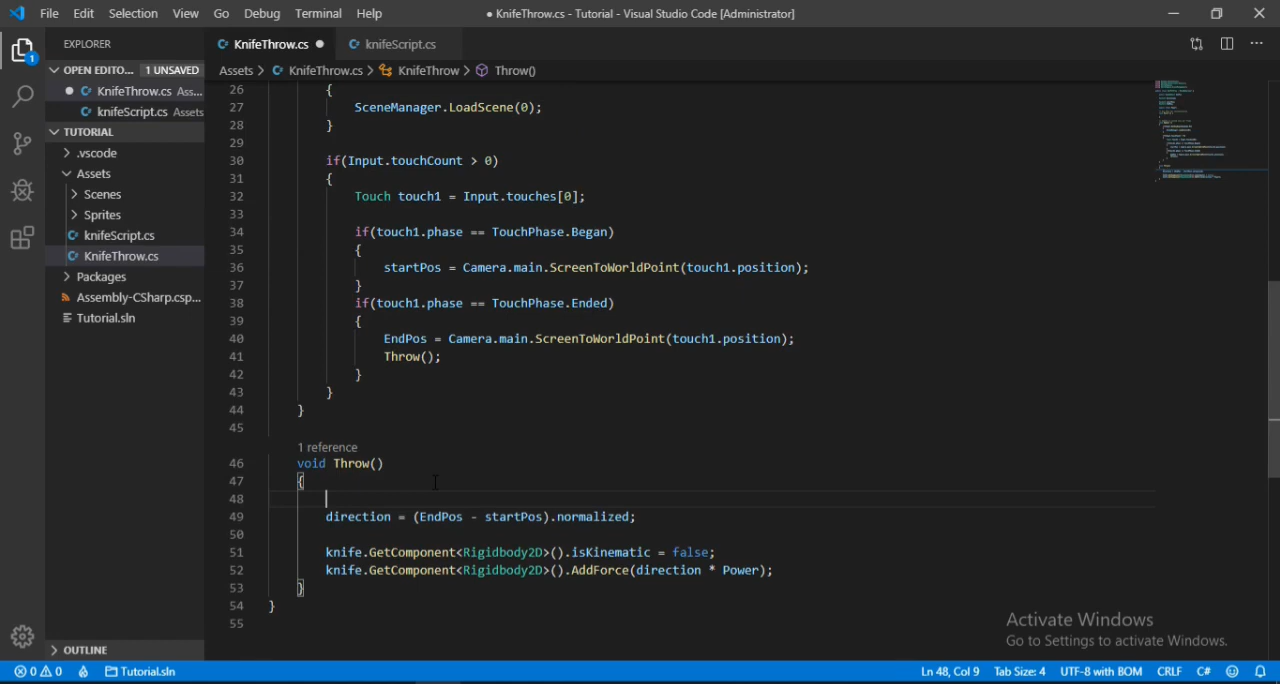 File Edit Selection View Go Debug Terminal Help
● KnifeThrow.cs - Tutorial - Visual Studio Code [Administrator]
EXPLORER
OPEN EDITO... 1 UNSAVED
● KnifeThrow.cs Ass...
knifeScript.cs Assets
TUTORIAL
.vscode
Assets
Scenes
Sprites
knifeScript.cs
KnifeThrow.cs
Packages
Assembly-CSharp.csp...
Tutorial.sln
OUTLINE
1
KnifeThrow.cs ● knifeScript.cs
Assets > KnifeThrow.cs > KnifeThrow > Throw()
26 {
27 SceneManager.LoadScene(0);
28 }
29
30 if(Input.touchCount > 0)
31 {
32 Touch touch1 = Input.touches[0];
33
34 if(touch1.phase == TouchPhase.Began)
35 {
36 startPos = Camera.main.ScreenToWorldPoint(touch1.position);
37 }
38 if(touch1.phase == TouchPhase.Ended)
39 {
40 EndPos = Camera.main.ScreenToWorldPoint(touch1.position);
41 Throw();
42 }
43 }
44 }
45
1 reference
46 void Throw()
47 {
48
49 direction = (EndPos - startPos).normalized;
50
51 knife.GetComponent<Rigidbody2D>().isKinematic = false;
52 knife.GetComponent<Rigidbody2D>().AddForce(direction * Power);
53 }
54 }
55
Activate Windows
Go to Settings to activate Windows.
0 0 Tutorial.sln Ln 48, Col 9 Tab Size: 4 UTF-8 with BOM CRLF C#